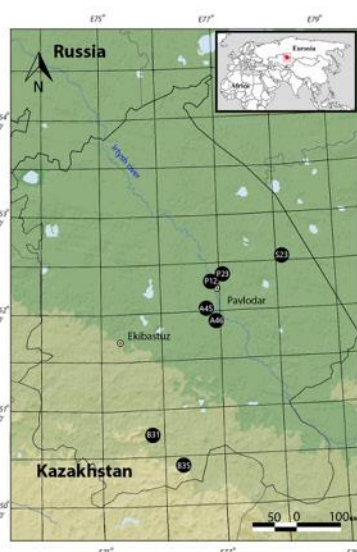 E75°
E77°
E79°
Russia
Eurasia
Africa
N
Irtysh river
S23
P23
P12
Pavlodar
A45
A46
Ekibastuz
B31
B35
Kazakhstan
50 0 100